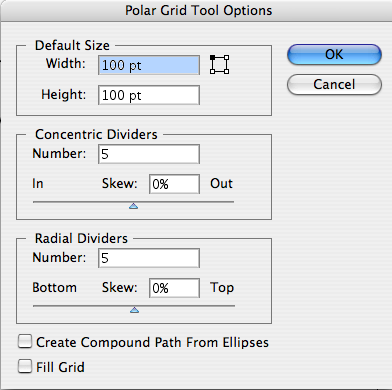 Polar Grid Tool Options
Default Size
Width: 100 pt
Height: 100 pt
OK
Cancel
Concentric Dividers
Number: 5
In Skew: 0% Out
Radial Dividers
Number: 5
Bottom Skew: 0% Top
Create Compound Path From Ellipses
Fill Grid